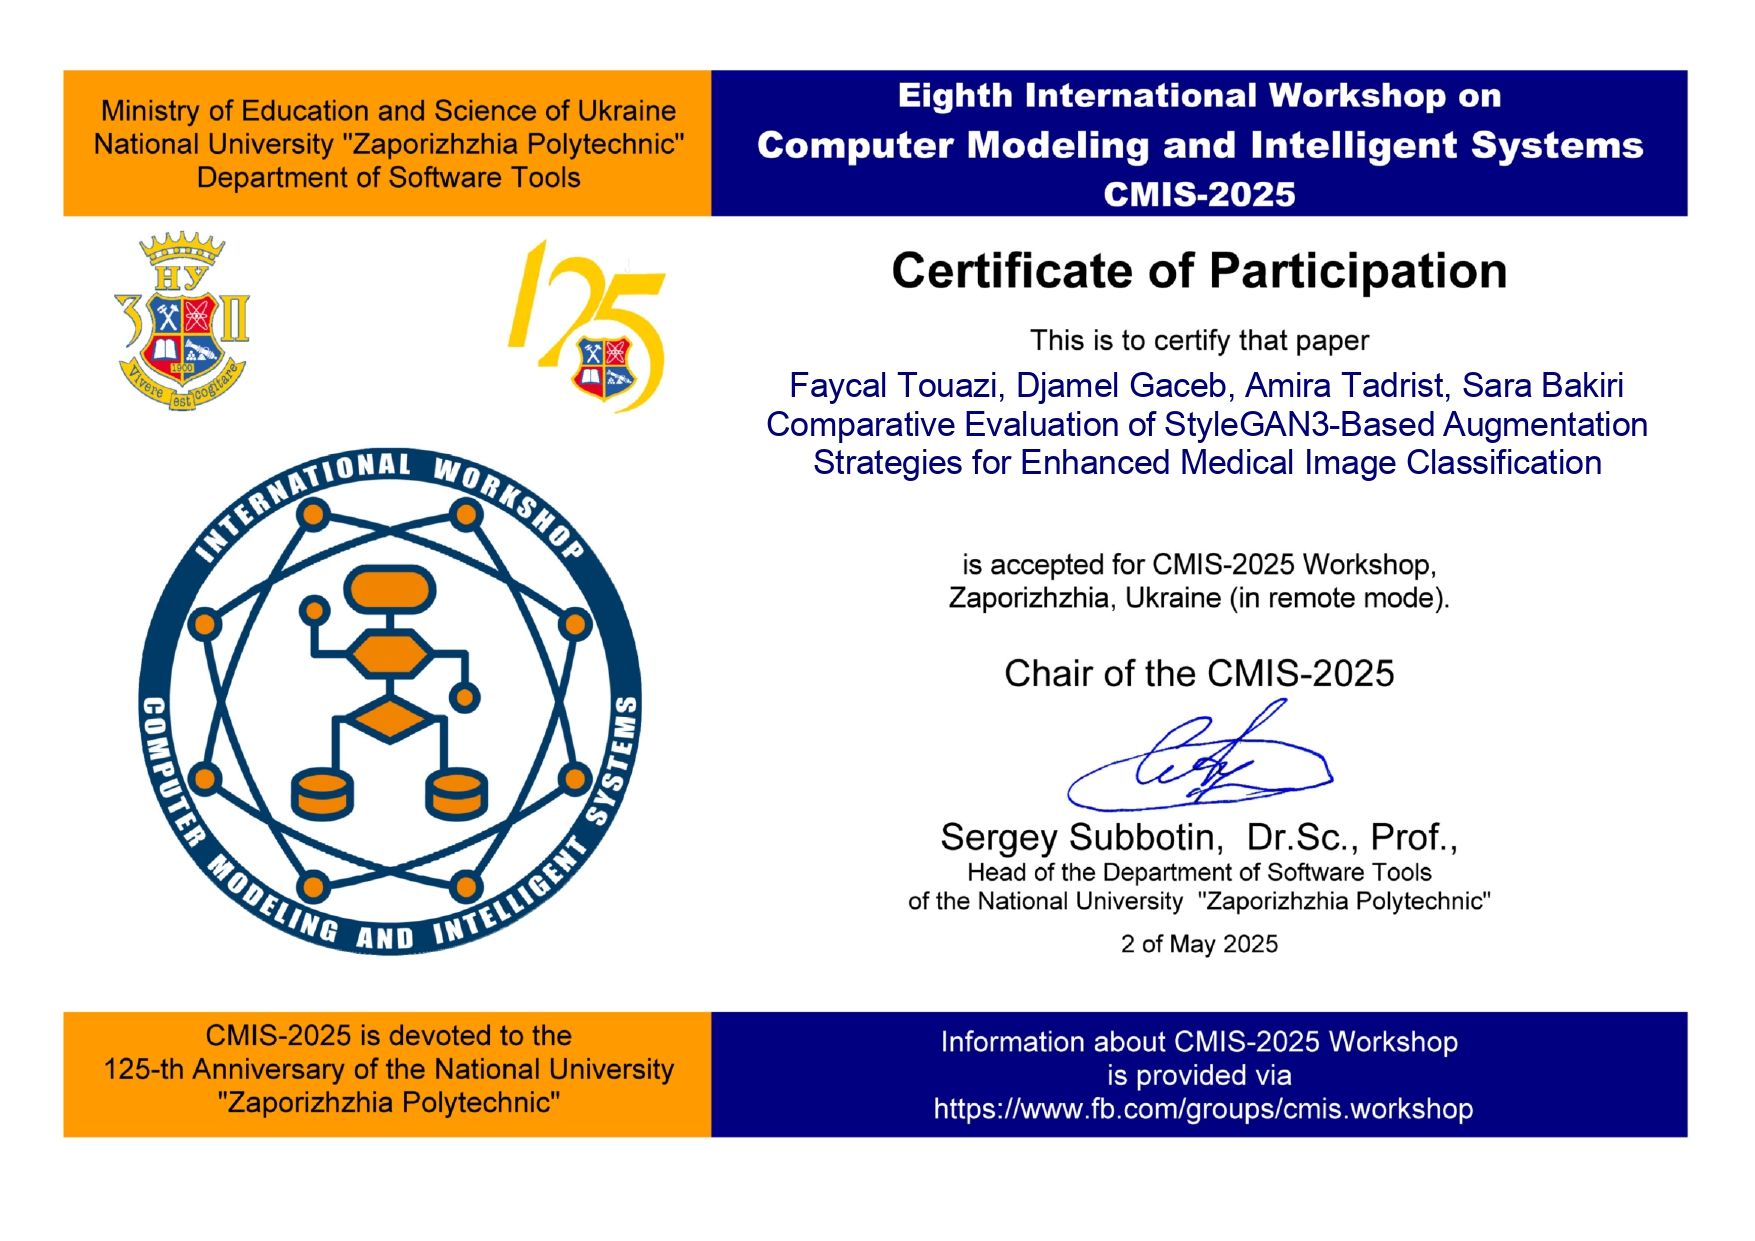 Ministry of Education and Science of Ukraine
National University "Zaporizhzhia Polytechnic"
Department of Software Tools
Eighth International Workshop on
Computer Modeling and Intelligent Systems
CMIS-2025
НУ
З П
1900
Vivere est cogitare
125
INTERNATIONAL WORKSHOP
COMPUTER MODELING AND INTELLIGENT SYSTEMS
Certificate of Participation
This is to certify that paper
Faycal Touazi, Djamel Gaceb, Amira Tadrist, Sara Bakiri
Comparative Evaluation of StyleGAN3-Based Augmentation
Strategies for Enhanced Medical Image Classification
is accepted for CMIS-2025 Workshop,
Zaporizhzhia, Ukraine (in remote mode).
Chair of the CMIS-2025
Sergey Subbotin, Dr.Sc., Prof.,
Head of the Department of Software Tools
of the National University "Zaporizhzhia Polytechnic"
2 of May 2025
CMIS-2025 is devoted to the
125-th Anniversary of the National University
"Zaporizhzhia Polytechnic"
Information about CMIS-2025 Workshop
is provided via
https://www.fb.com/groups/cmis.workshop